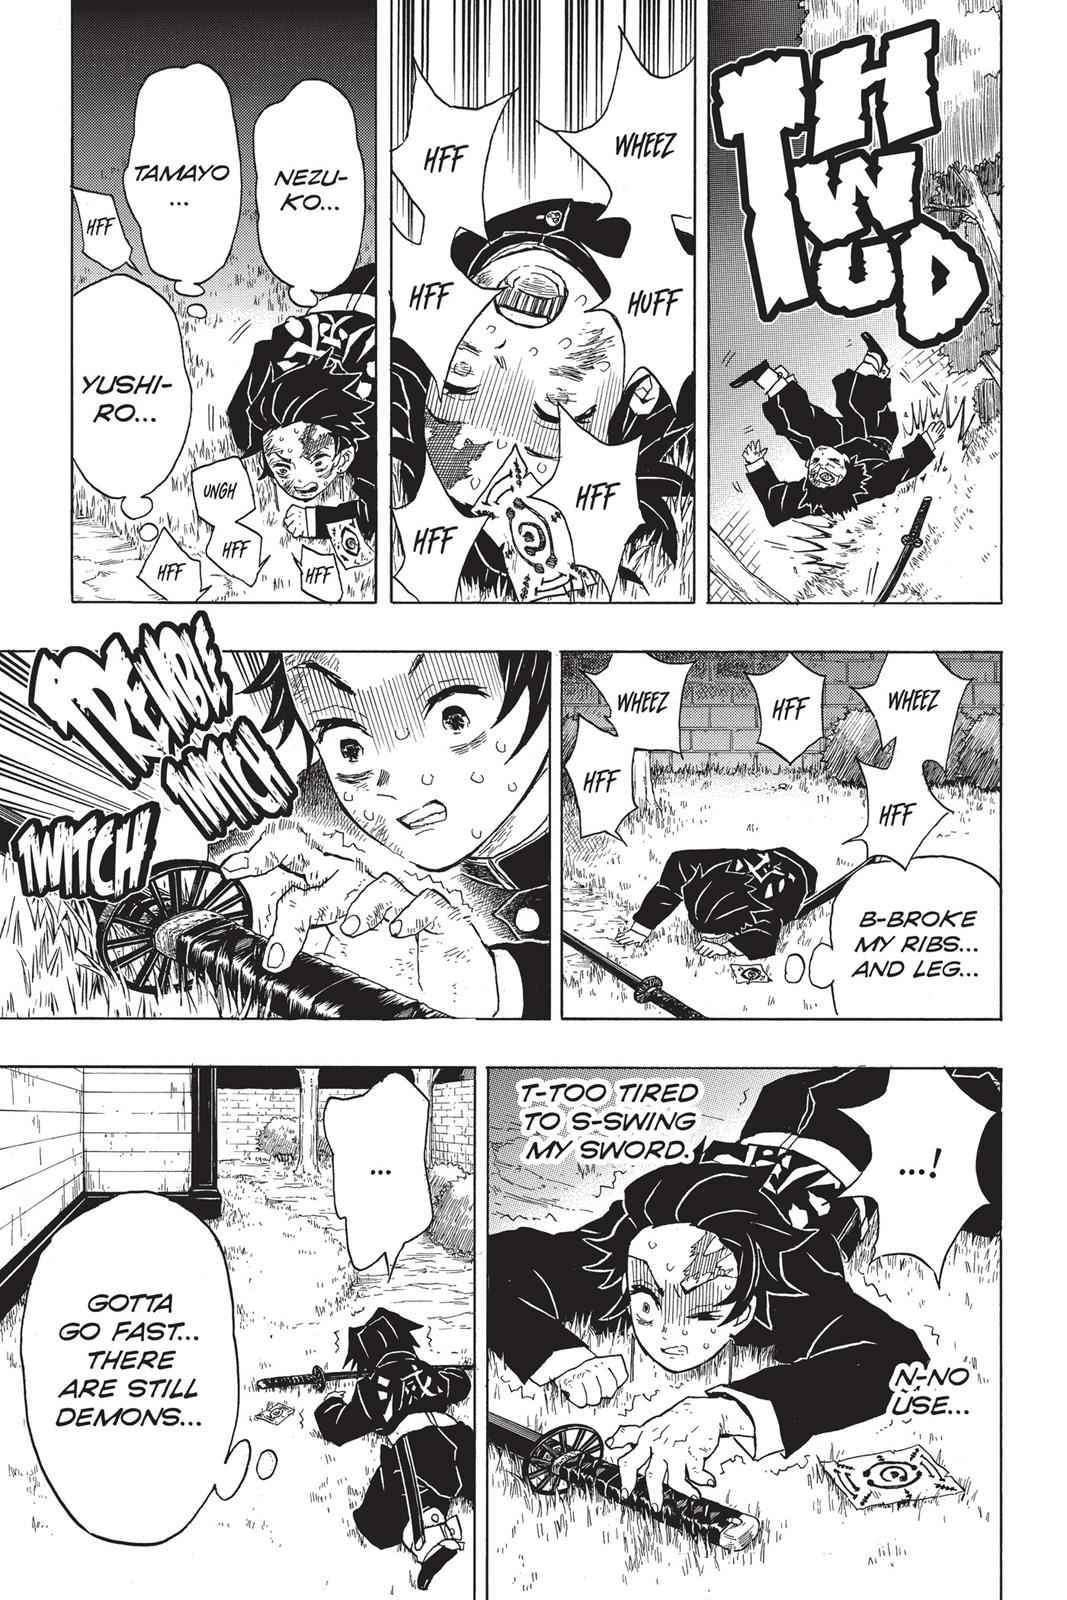 THWUD
WHEEZ
HFF
HUFF
HFF
HFF
HFF
NEZU-
KO...
TAMAYO
...
HFF
YUSHI-
RO...
UNGH
HFF
HFF
HFF
WHEEZ
HFF
WHEEZ
HFF
HFF
B-BROKE
MY RIBS...
AND LEG...
TREMBLE
TWITCH
TWITCH
...!
T-TOO TIRED
TO S-SWING
MY SWORD.
N-NO
USE...
...
GOTTA
GO FAST...
THERE
ARE STILL
DEMONS...